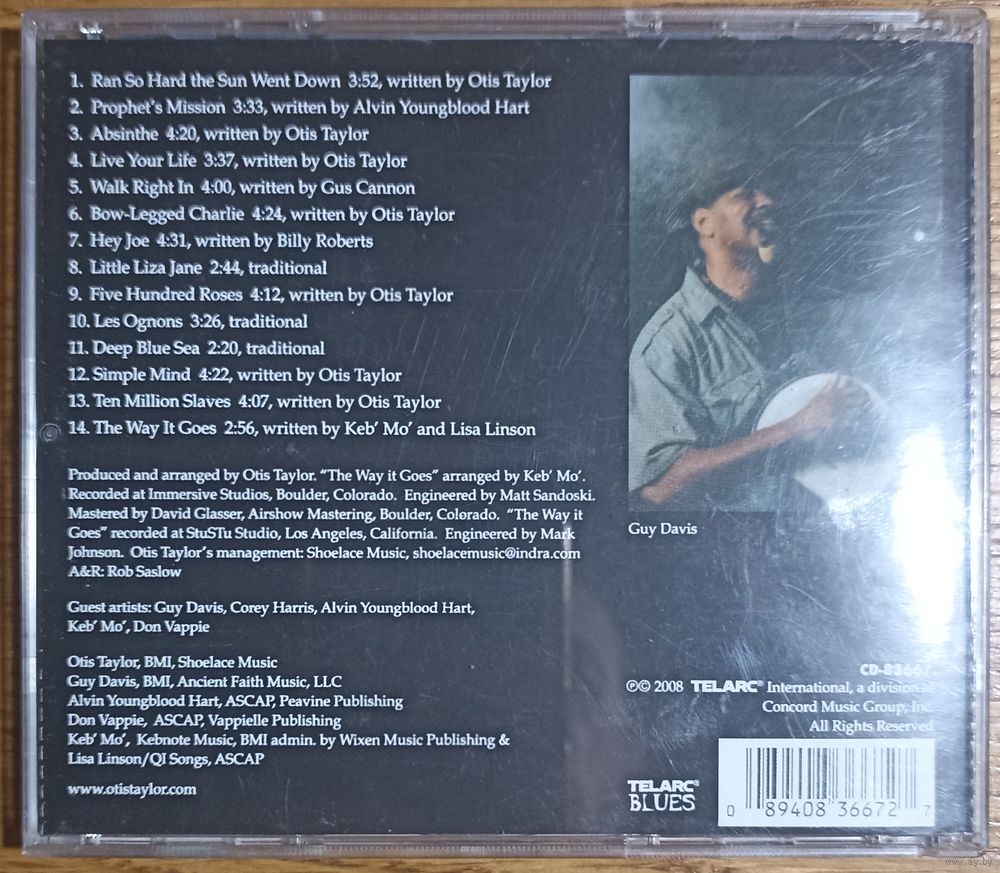 1. Ran So Hard the Sun Went Down 3:52, written by Otis Taylor
2. Prophet's Mission 3:33, written by Alvin Youngblood Hart
3. Absinthe 4:20, written by Otis Taylor
4. Live Your Life 3:37, written by Otis Taylor
5. Walk Right In 4:00, written by Gus Cannon
6. Bow-Legged Charlie 4:24, written by Otis Taylor
7. Hey Joe 4:31, written by Billy Roberts
8. Little Liza Jane 2:44, traditional
9. Five Hundred Roses 4:12, written by Otis Taylor
10. Les Ognons 3:26, traditional
11. Deep Blue Sea 2:20, traditional
12. Simple Mind 4:22, written by Otis Taylor
13. Ten Million Slaves 4:07, written by Otis Taylor
14. The Way It Goes 2:56, written by Keb' Mo' and Lisa Linson
Produced and arranged by Otis Taylor. "The Way it Goes" arranged by Keb' Mo'.
Recorded at Immersive Studios, Boulder, Colorado. Engineered by Matt Sandoski.
Mastered by David Glasser, Airshow Mastering, Boulder, Colorado. "The Way it
Goes" recorded at StuSTu Studio, Los Angeles, California. Engineered by Mark
Johnson. Otis Taylor's management: Shoelace Music, shoelacemusic@indra.com
A&R: Rob Saslow
Guest artists: Guy Davis, Corey Harris, Alvin Youngblood Hart,
Keb' Mo', Don Vappie
Otis Taylor, BMI, Shoelace Music
Guy Davis, BMI, Ancient Faith Music, LLC
Alvin Youngblood Hart, ASCAP, Peavine Publishing
Don Vappie, ASCAP, Vappielle Publishing
Keb' Mo', Kebnote Music, BMI admin. by Wixen Music Publishing &
Lisa Linson/QI Songs, ASCAP
www.otistaylor.com
Guy Davis
CD-83667
℗© 2008 TELARC® International, a division of
Concord Music Group, Inc.
All Rights Reserved
TELARC®
BLUES
0 89408 36672 7
www.ay.by